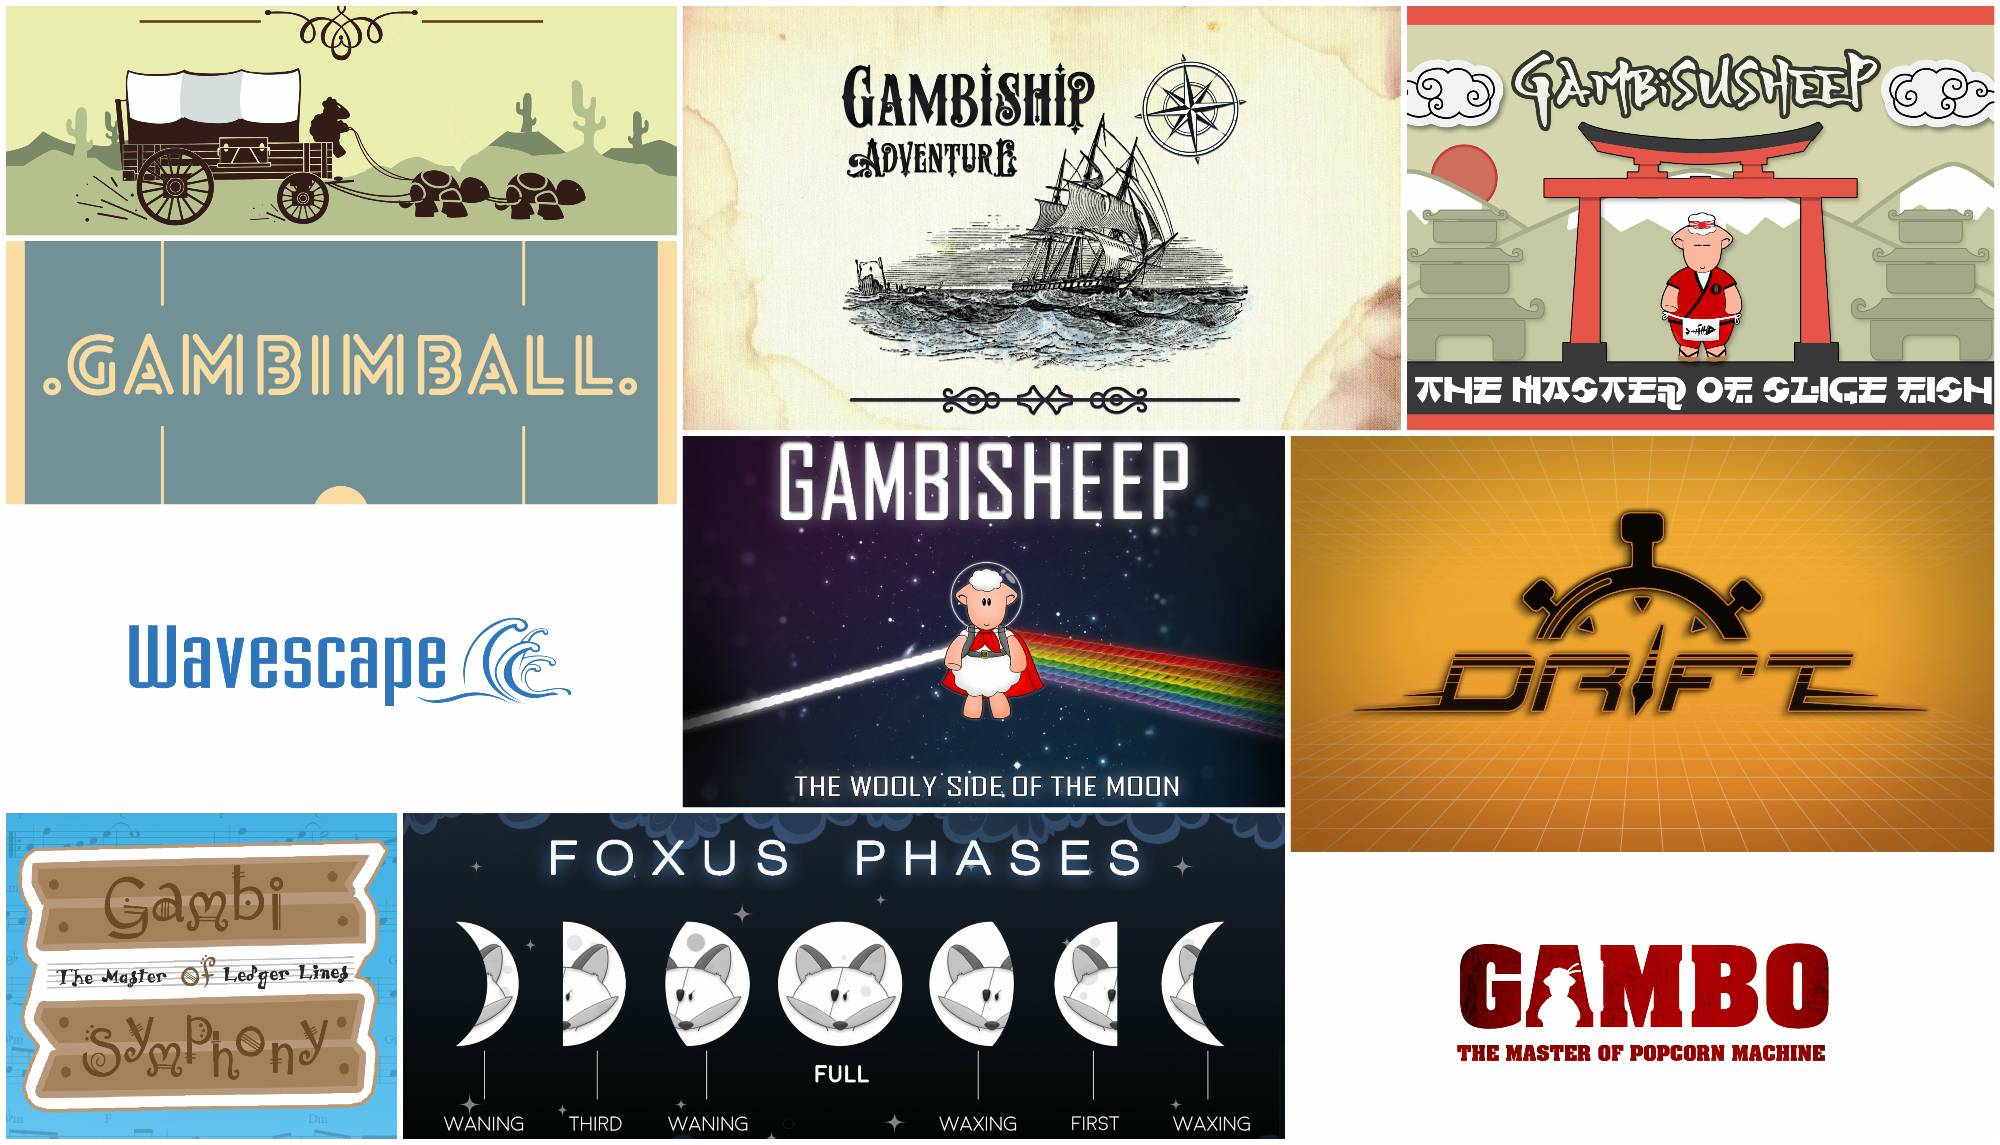 GAMBiSHiP
ADVENTURE
GAMBiSUSHEEP
THE MASTER OF SLICE FISH
.GAMBIMBALL.
GAMBISHEEP
THE WOOLY SIDE OF THE MOON
DRIFT
Wavescape
Gambi
The Master of Ledger Lines
Symphony
FOXUS PHASES
FULL
WANING THIRD WANING WAXING FIRST WAXING
GAMBO
THE MASTER OF POPCORN MACHINE